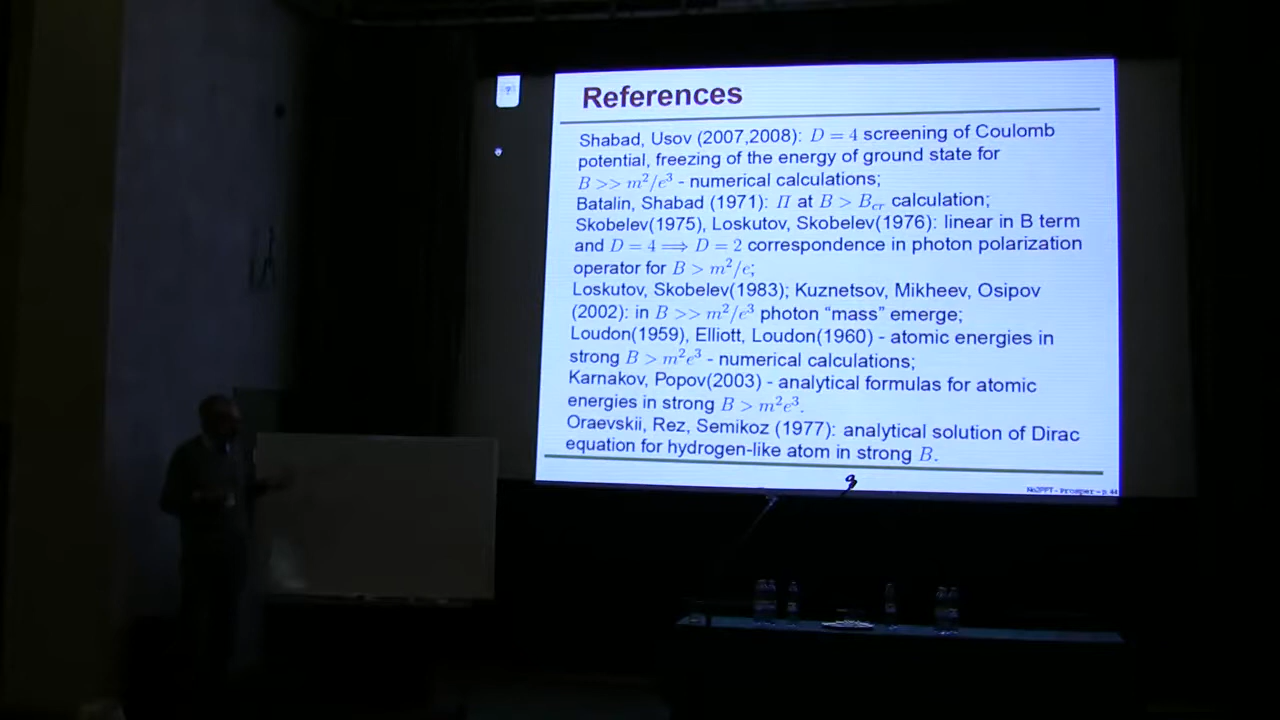 References
Shabad, Usov (2007,2008): D = 4 screening of Coulomb
potential, freezing of the energy of ground state for
B >> m²/e³ - numerical calculations;
Batalin, Shabad (1971): Π at B > B_cr calculation;
Skobelev(1975), Loskutov, Skobelev(1976): linear in B term
and D = 4 ⟹ D = 2 correspondence in photon polarization
operator for B > m²/e;
Loskutov, Skobelev(1983); Kuznetsov, Mikheev, Osipov
(2002): in B >> m²/e³ photon “mass” emerge;
Loudon(1959), Elliott, Loudon(1960) - atomic energies in
strong B > m²e³ - numerical calculations;
Karnakov, Popov(2003) - analytical formulas for atomic
energies in strong B > m²e³.
Oraevskii, Rez, Semikoz (1977): analytical solution of Dirac
equation for hydrogen-like atom in strong B.
Prosper - p. 44